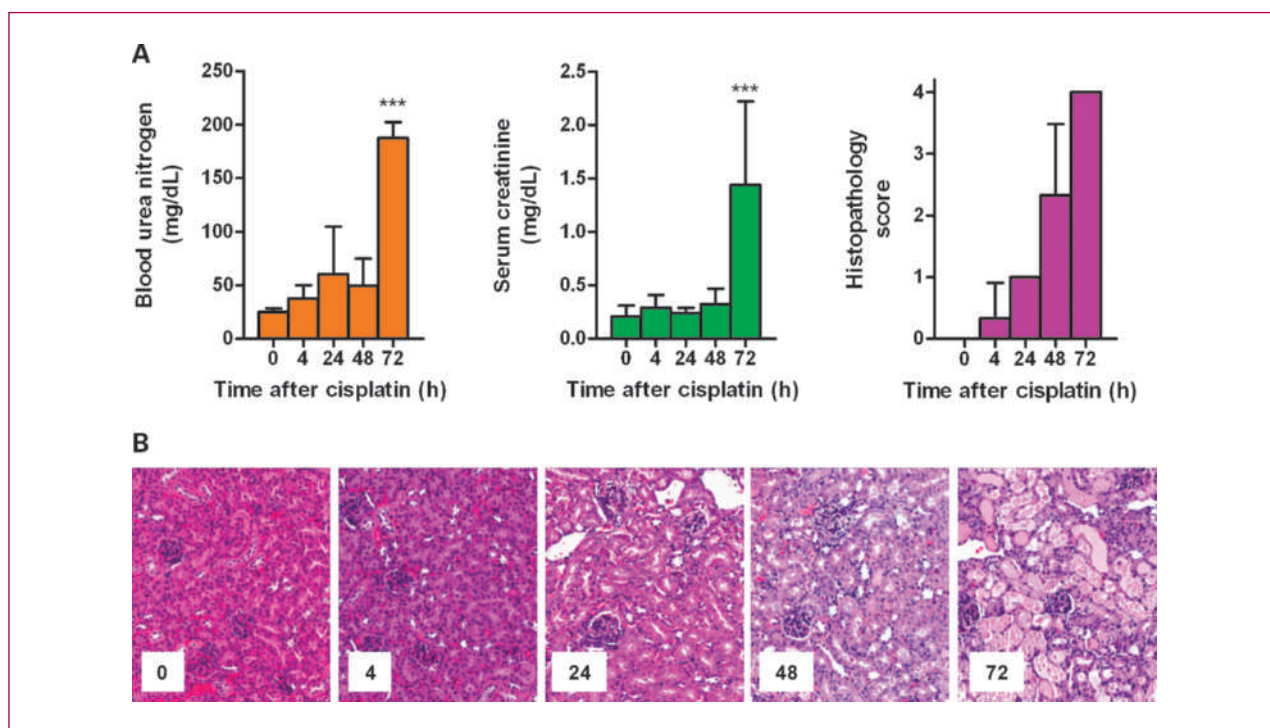 A
Blood urea nitrogen
(mg/dL)
250
200
150
100
50
0
***
0 4 24 48 72
Time after cisplatin (h)
Serum creatinine
(mg/dL)
2.5
2.0
1.5
1.0
0.5
0.0
***
0 4 24 48 72
Time after cisplatin (h)
Histopathology
score
4
3
2
1
0
0 4 24 48 72
Time after cisplatin (h)
B
0
4
24
48
72